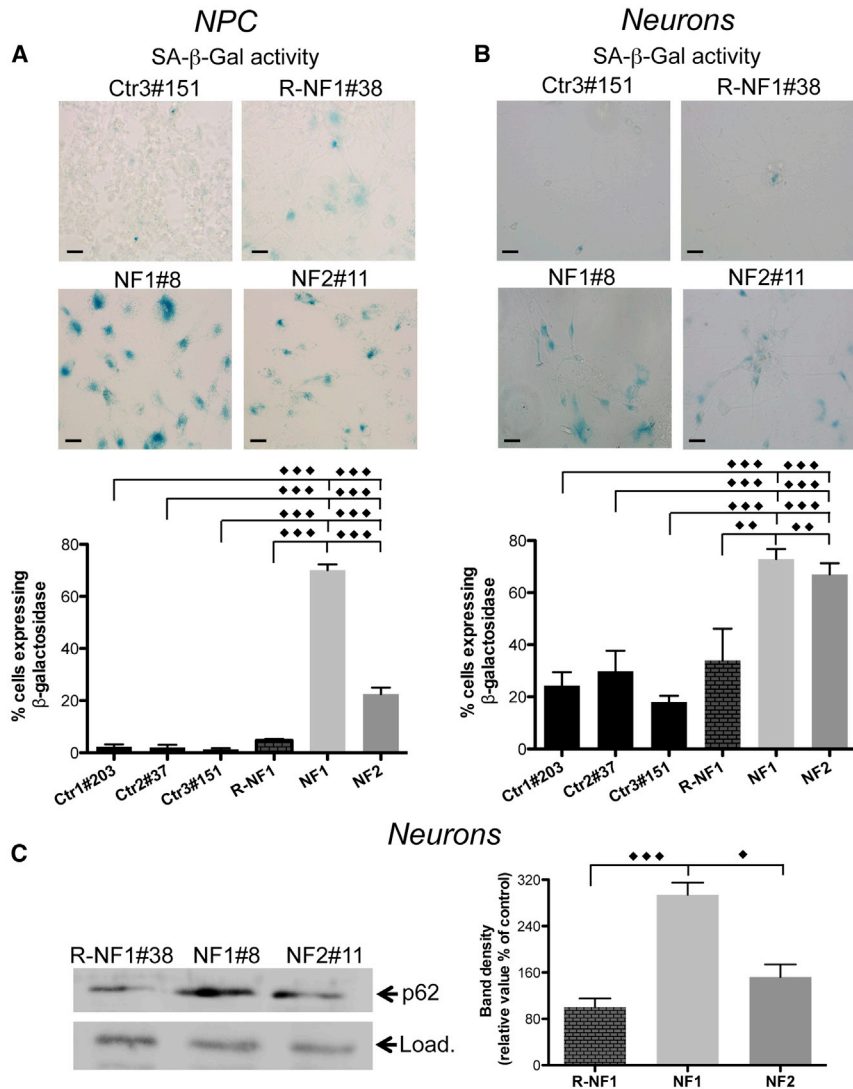 NPC
A
SA-β-Gal activity
Ctr3#151 R-NF1#38
NF1#8 NF2#11
◆◆◆ ◆◆◆
◆◆◆ ◆◆◆
◆◆◆ ◆◆◆
◆◆◆ ◆◆◆
% cells expressing
β-galactosidase
80
60
40
20
0
Ctr1#203 Ctr2#37 Ctr3#151 R-NF1 NF1 NF2
Neurons
B
SA-β-Gal activity
Ctr3#151 R-NF1#38
NF1#8 NF2#11
◆◆◆ ◆◆◆
◆◆◆ ◆◆◆
◆◆◆ ◆◆◆
◆◆ ◆◆
% cells expressing
β-galactosidase
80
60
40
20
0
Ctr1#203 Ctr2#37 Ctr3#151 R-NF1 NF1 NF2
Neurons
C
R-NF1#38 NF1#8 NF2#11
p62
Load.
◆◆◆ ◆
Band density
(relative value % of control)
320
240
160
80
0
R-NF1 NF1 NF2